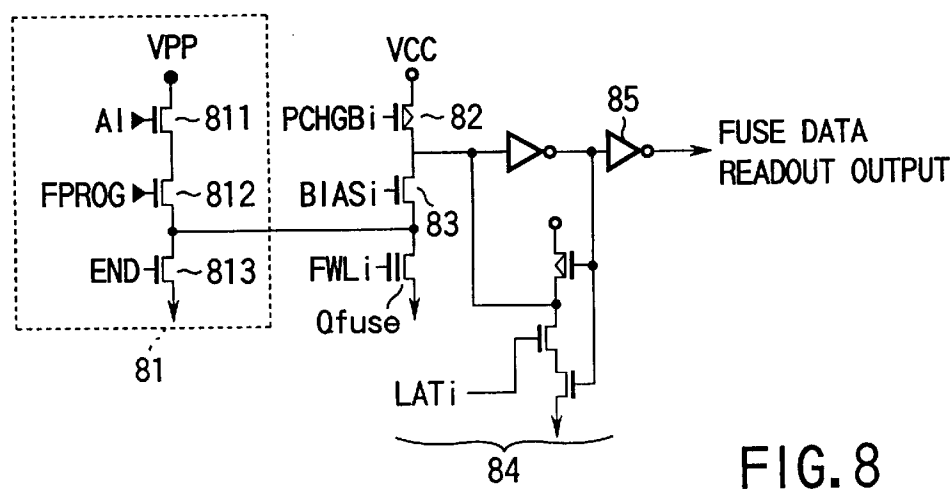 VPP
AI
811
FPROG
812
END
813
81
VCC
PCHGBi
82
BIASi
83
FWLi
Qfuse
85
FUSE DATA
READOUT OUTPUT
LATi
84
FIG. 8